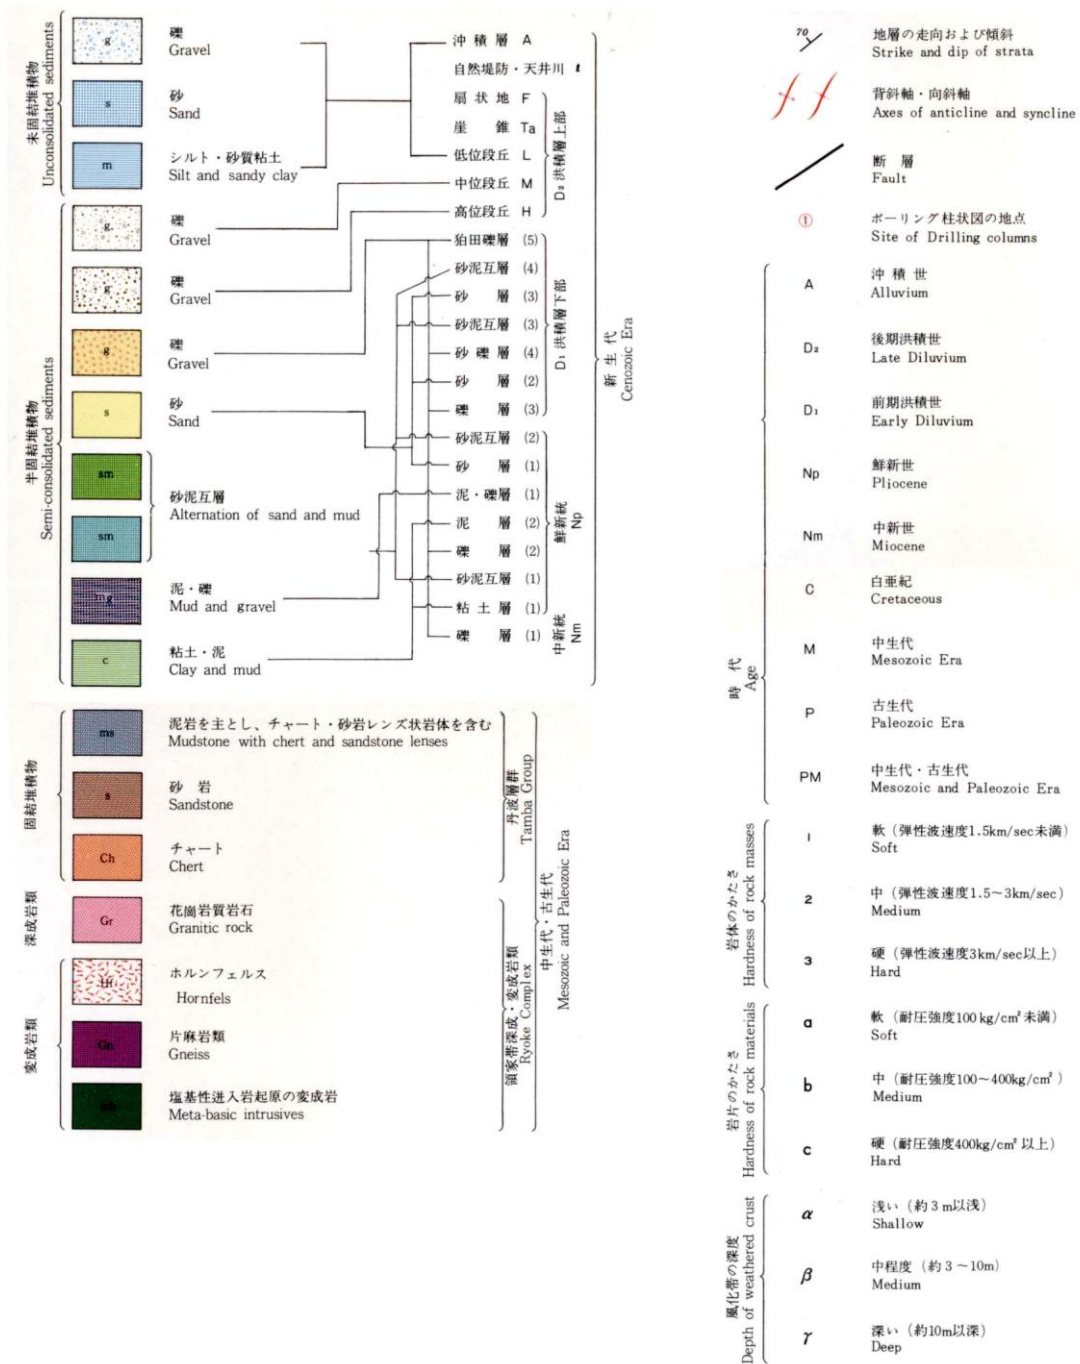 未固結堆積物
Unconsolidated sediments
g
礫
Gravel
s
砂
Sand
m
シルト・砂質粘土
Silt and sandy clay
半固結堆積物
Semi-consolidated sediments
g
礫
Gravel
g
礫
Gravel
g
礫
Gravel
s
砂
Sand
sm
sm
砂泥互層
Alternation of sand and mud
mg
泥・礫
Mud and gravel
c
粘土・泥
Clay and mud
沖積層 A
自然堤防・天井川 t
扇状地 F
崖錐 Ta
低位段丘 L
中位段丘 M
高位段丘 H
D₂ 洪積層上部
狛田礫層 (5)
砂泥互層 (4)
砂層 (3)
砂泥互層 (3)
砂礫層 (4)
砂層 (2)
礫層 (3)
D₁ 洪積層下部
砂泥互層 (2)
砂層 (1)
泥・礫層 (1)
泥層 (2)
礫層 (2)
砂泥互層 (1)
粘土層 (1)
鮮新統
Np
礫層 (1)
中新統
Nm
新生代
Cenozoic Era
固結堆積物
ms
泥岩を主とし、チャート・砂岩レンズ状岩体を含む
Mudstone with chert and sandstone lenses
s
砂岩
Sandstone
Ch
チャート
Chert
丹波層群
Tamba Group
深成岩類
Gr
花崗岩質岩石
Granitic rock
変成岩類
Hf
ホルンフェルス
Hornfels
Gn
片麻岩類
Gneiss
mb
塩基性迸入岩起原の変成岩
Meta-basic intrusives
領家帯深成・変成岩類
Ryoke Complex
中生代・古生代
Mesozoic and Paleozoic Era
70
地層の走向および傾斜
Strike and dip of strata
背斜軸・向斜軸
Axes of anticline and syncline
断層
Fault
①
ボーリング柱状図の地点
Site of Drilling columns
時代
Age
A
沖積世
Alluvium
D₂
後期洪積世
Late Diluvium
D₁
前期洪積世
Early Diluvium
Np
鮮新世
Pliocene
Nm
中新世
Miocene
C
白亜紀
Cretaceous
M
中生代
Mesozoic Era
P
古生代
Paleozoic Era
PM
中生代・古生代
Mesozoic and Paleozoic Era
岩体のかたさ
Hardness of rock masses
1
軟（弾性波速度1.5km/sec未満）
Soft
2
中（弾性波速度1.5～3km/sec）
Medium
3
硬（弾性波速度3km/sec以上）
Hard
岩片のかたさ
Hardness of rock materials
a
軟（耐圧強度100kg/cm²未満）
Soft
b
中（耐圧強度100～400kg/cm²）
Medium
c
硬（耐圧強度400kg/cm²以上）
Hard
風化帯の深度
Depth of weathered crust
α
浅い（約3m以浅）
Shallow
β
中程度（約3～10m）
Medium
γ
深い（約10m以深）
Deep